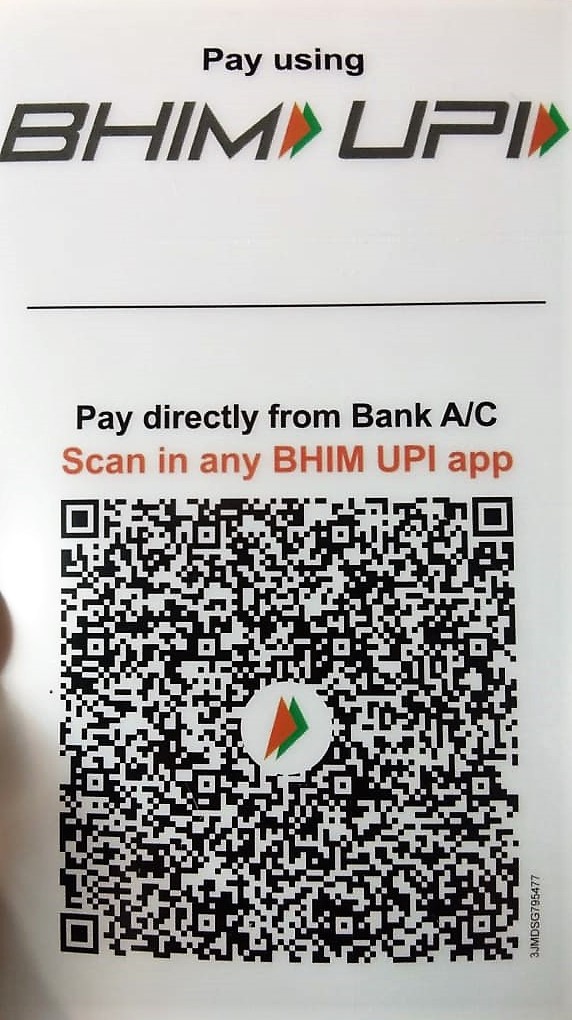 Pay using
BHIM UPI
Pay directly from Bank A/C
Scan in any BHIM UPI app
3JMDSG795477